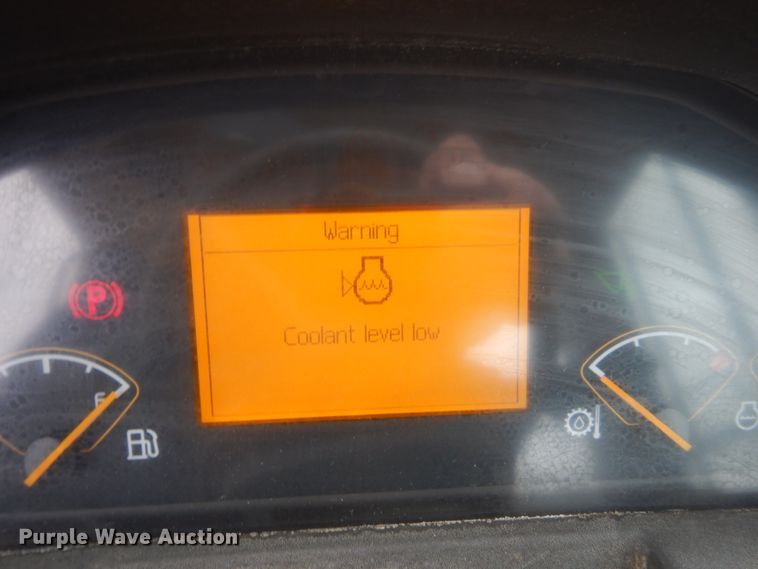 Warning
Coolant level low
P
F
Purple Wave Auction®